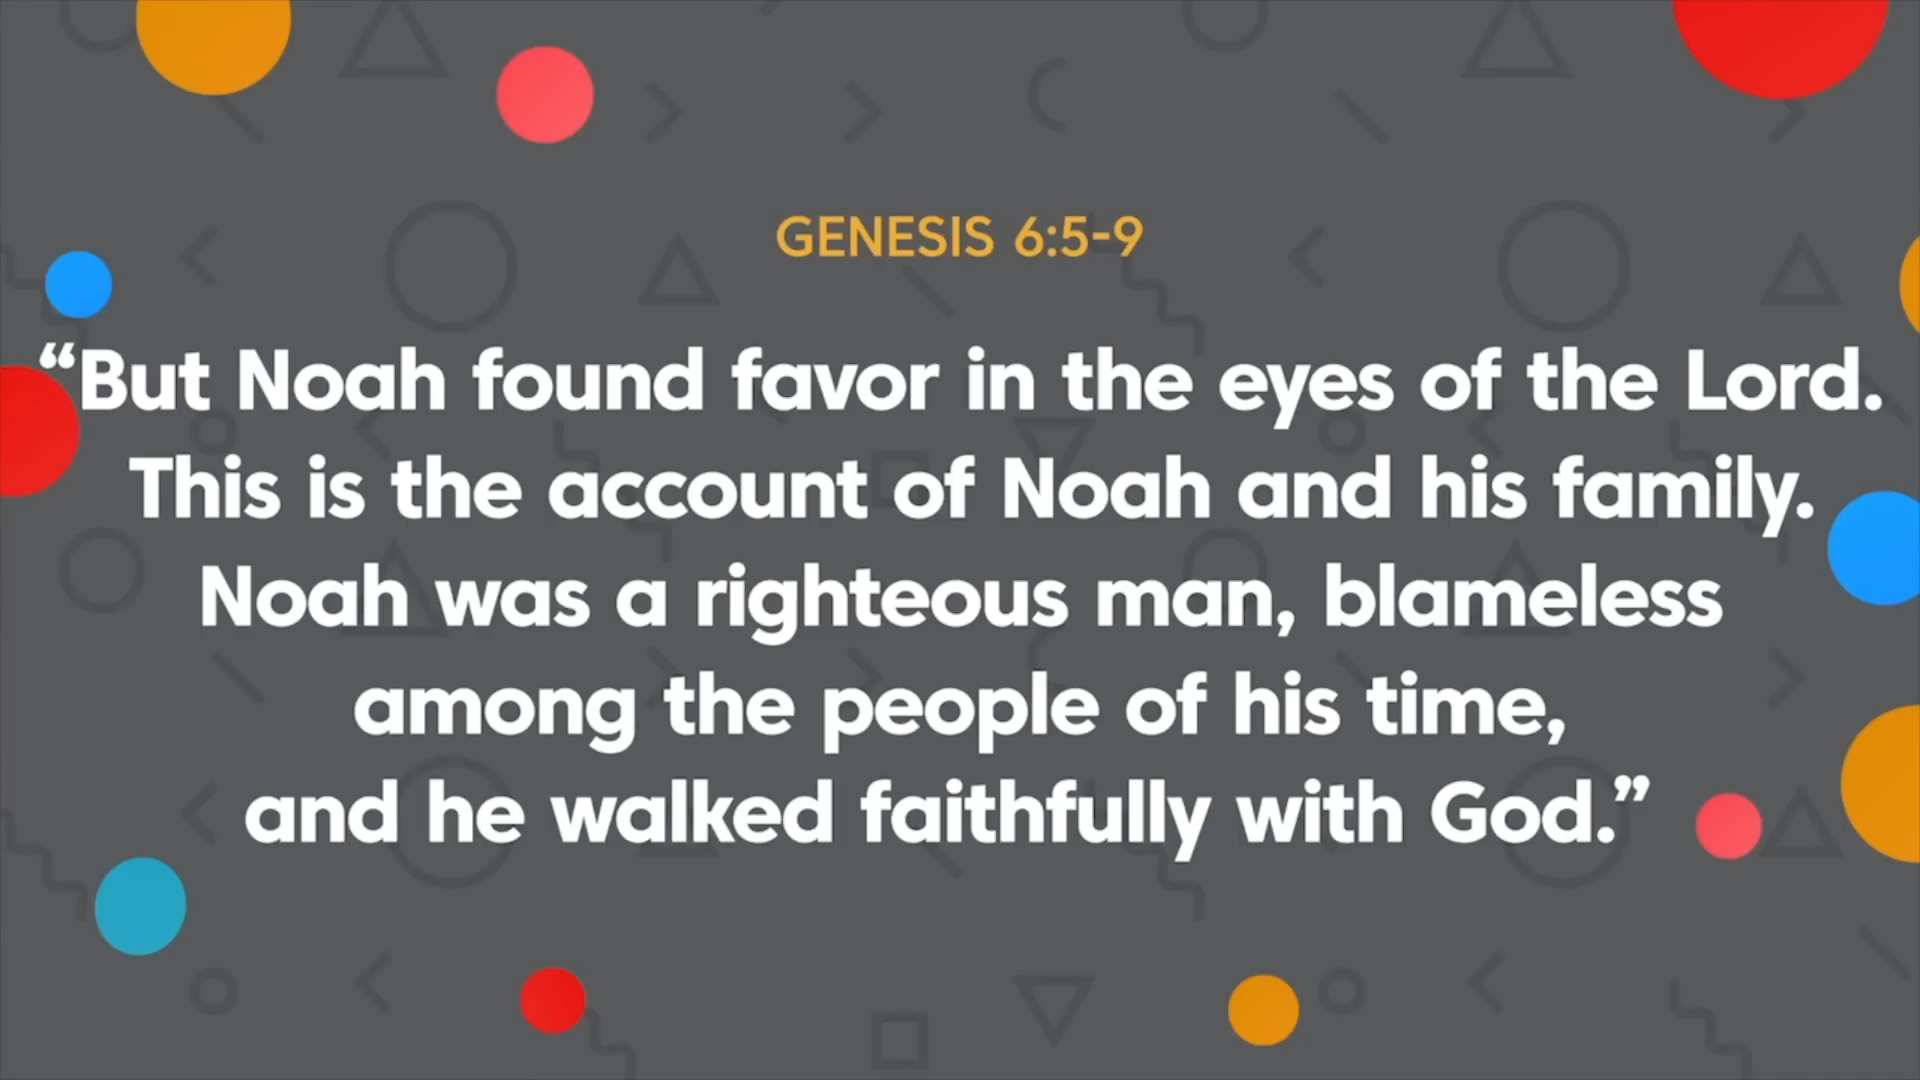 GENESIS 6:5-9
“But Noah found favor in the eyes of the Lord.
This is the account of Noah and his family.
Noah was a righteous man, blameless
among the people of his time,
and he walked faithfully with God.”